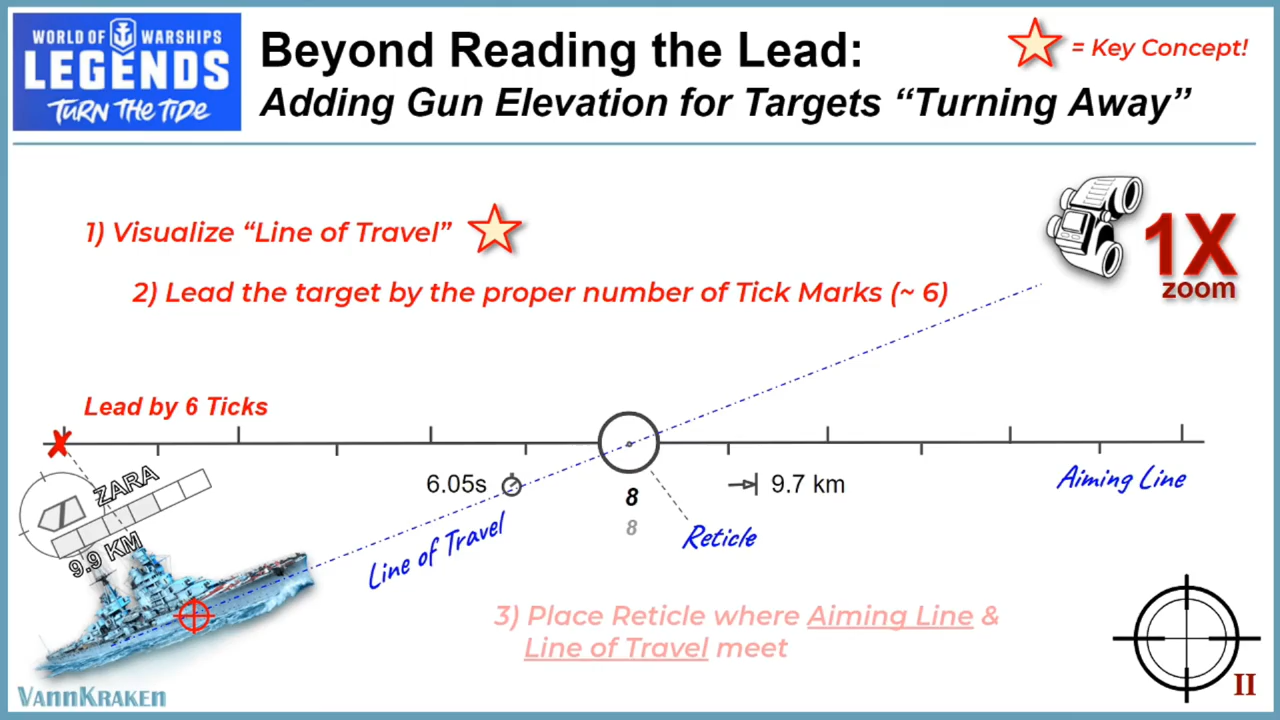 WORLD OF WARSHIPS
LEGENDS
TURN THE TIDE
Beyond Reading the Lead:
Adding Gun Elevation for Targets “Turning Away”
= Key Concept!
1) Visualize “Line of Travel”
2) Lead the target by the proper number of Tick Marks (~ 6)
1X
zoom
Lead by 6 Ticks
ZARA
9.9 KM
6.05s
8
8
9.7 km
Aiming Line
Line of Travel
Reticle
3) Place Reticle where Aiming Line &
Line of Travel meet
VANNKRAKEN
II